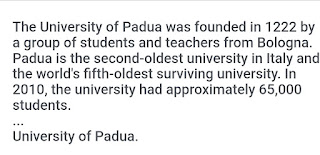 The University of Padua was founded in 1222 by
a group of students and teachers from Bologna.
Padua is the second-oldest university in Italy and
the world's fifth-oldest surviving university. In
2010, the university had approximately 65,000
students.
...
University of Padua.